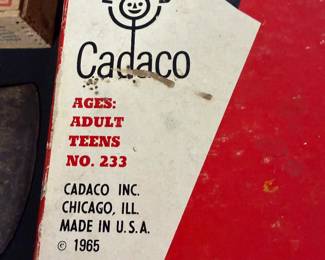 Cadaco
AGES:
ADULT
TEENS
NO. 233
CADACO INC.
CHICAGO, ILL.
MADE IN U.S.A.
© 1965